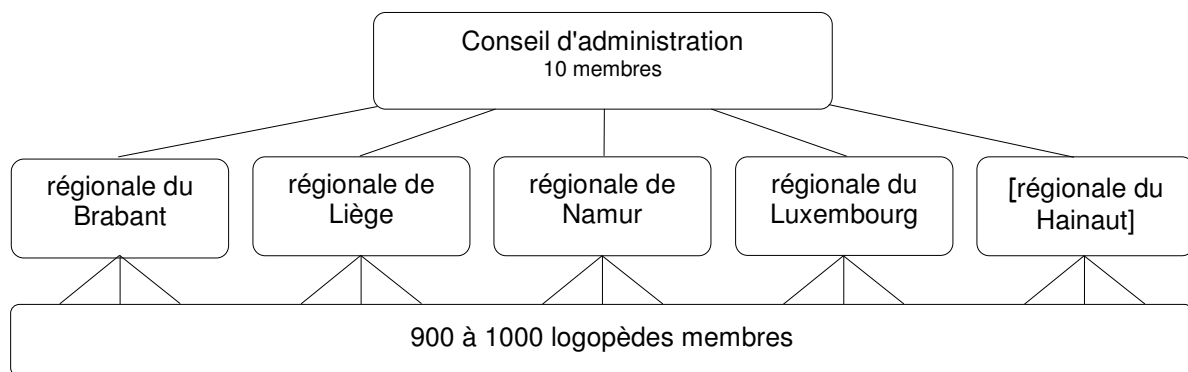 Conseil d'administration
10 membres
régionale du
Brabant
régionale de
Liège
régionale de
Namur
régionale du
Luxembourg
[régionale du
Hainaut]
900 à 1000 logopèdes membres